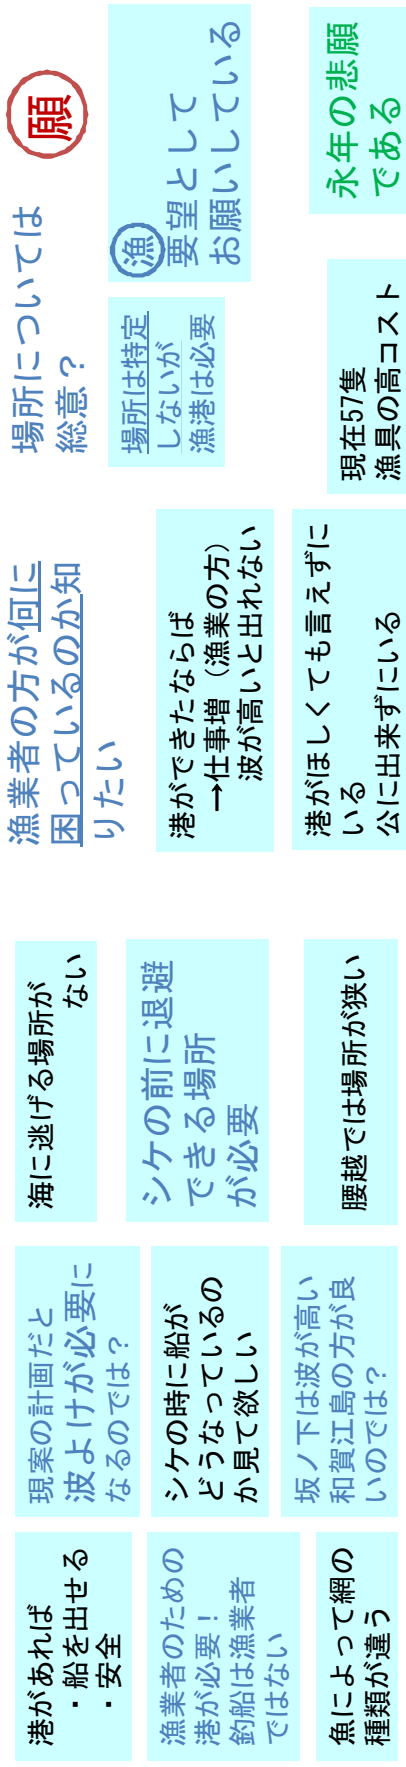 港があれば
・船を出せる
・安全
漁業者のための
港が必要！
釣船は漁業者
ではない
魚によって網の
種類が違う
現案の計画だと
波よけが必要に
なるのでは？
シケの時に船が
どうなっているの
か見て欲しい
坂ノ下は波が高い
和賀江島の方が良
いのでは？
海に逃げる場所が
ない
シケの前に退避
できる場所
が必要
腰越では場所が狭い
漁業者の方が何に
困っているのか知
りたい
港ができたならば
→仕事増（漁業の方）
波が高いと出れない
港がほしくても言えずに
いる
公に出来ずにいる
場所については
総意？
願
場所は特定
しないが
漁港は必要
漁
要望として
お願いしている
現在57隻
漁具の高コスト
永年の悲願
である